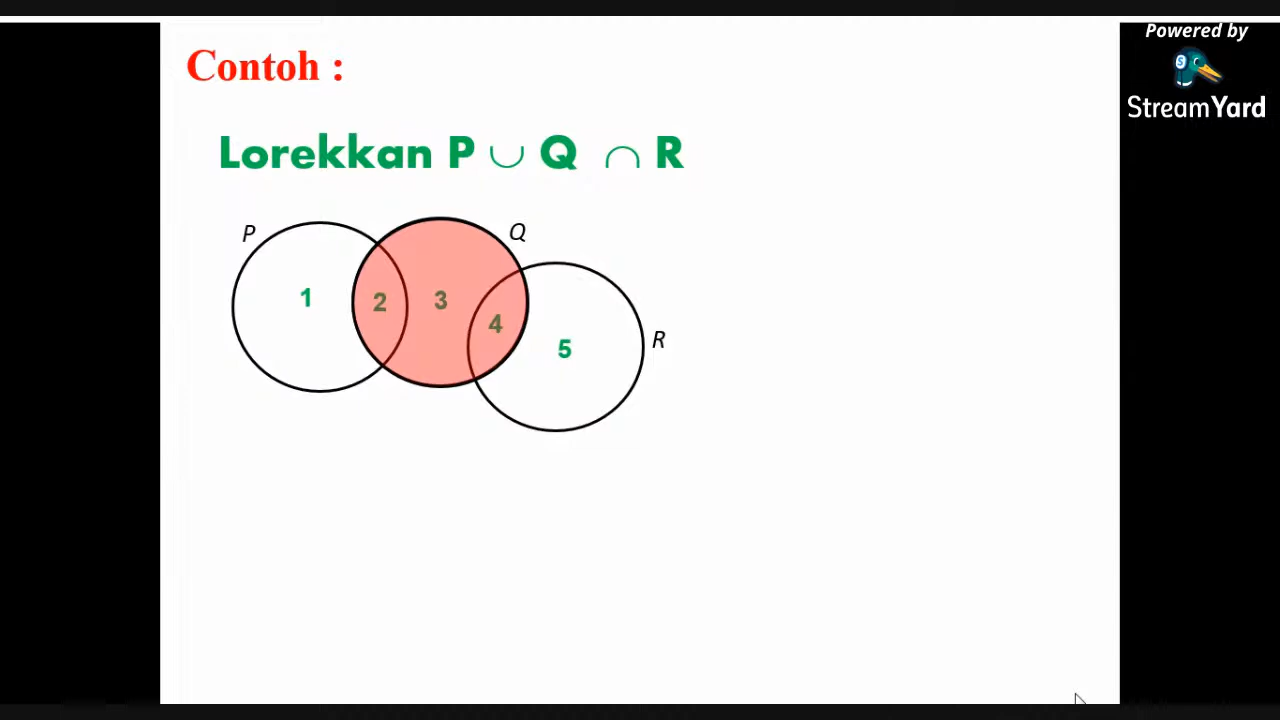 Powered by
StreamYard
Contoh :
Lorekkan P ∪ Q ∩ R
P
Q
1
2
3
4
5
R